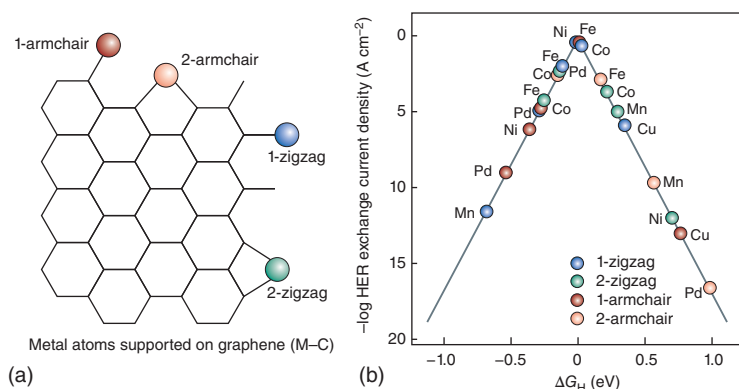 1-armchair
2-armchair
1-zigzag
2-zigzag
Metal atoms supported on graphene (M–C)
(a)
–log HER exchange current density (A cm⁻²)
0
5
10
15
20
Ni
Fe
Co
Fe
Co
Pd
Fe
Pd
Co
Ni
Pd
Mn
Fe
Co
Mn
Cu
Mn
Ni
Cu
Pd
1-zigzag
2-zigzag
1-armchair
2-armchair
–1.0
–0.5
0
0.5
1.0
ΔG_H (eV)
(b)